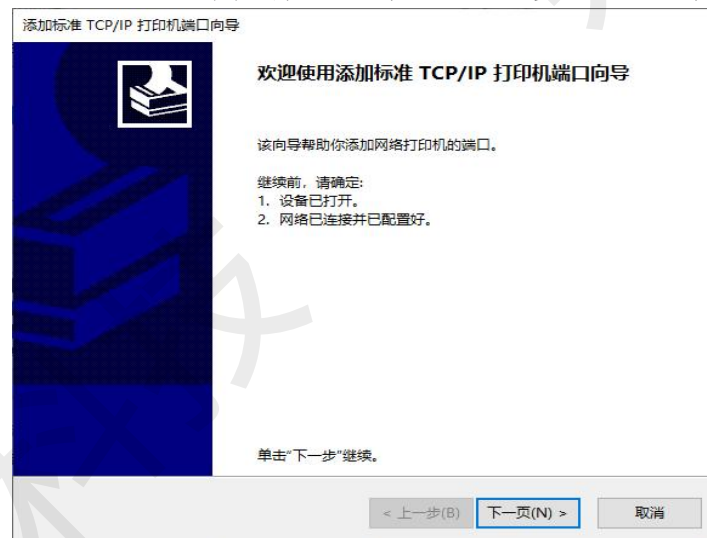 添加标准 TCP/IP 打印机端口向导
欢迎使用添加标准 TCP/IP 打印机端口向导
该向导帮助你添加网络打印机的端口。
继续前，请确定:
1. 设备已打开。
2. 网络已连接并已配置好。
单击"下一步"继续。
< 上一步(B) 下一页(N) > 取消